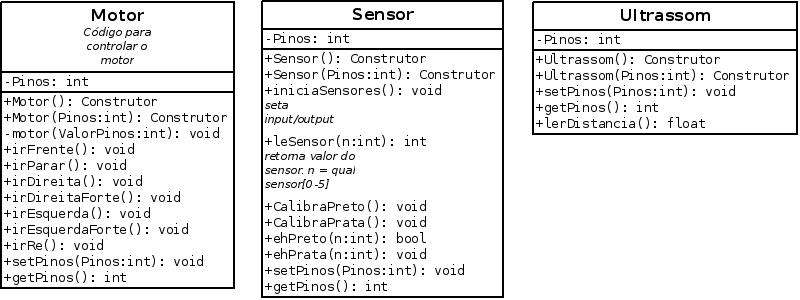 Motor
Código para
controlar o
motor
-Pinos: int
+Motor(): Construtor
+Motor(Pinos:int): Construtor
-motor(ValorPinos:int): void
+irFrente(): void
+irParar(): void
+irDireita(): void
+irDireitaForte(): void
+irEsquerda(): void
+irEsquerdaForte(): void
+irRe(): void
+setPinos(Pinos:int): void
+getPinos(): int
Sensor
-Pinos: int
+Sensor(): Construtor
+Sensor(Pinos:int): Construtor
+iniciaSensores(): void
seta
input/output
+leSensor(n:int): int
retorna valor do
sensor. n = qual
sensor[0 -5]
+CalibraPreto(): void
+CalibraPrata(): void
+ehPreto(n:int): bool
+ehPrata(n:int): void
+setPinos(Pinos:int): void
+getPinos(): int
Ultrassom
-Pinos: int
+Ultrassom(): Construtor
+Ultrassom(Pinos:int): Construtor
+setPinos(Pinos:int): void
+getPinos(): int
+lerDistancia(): float